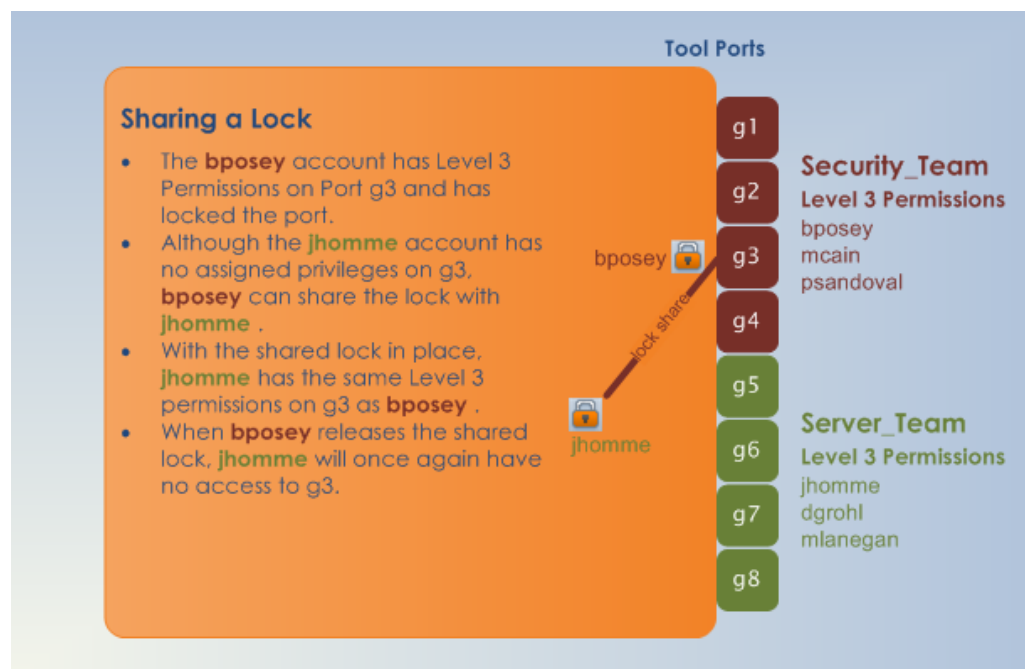 Tool Ports
Sharing a Lock
• The bposey account has Level 3
Permissions on Port g3 and has
locked the port.
• Although the jhomme account has
no assigned privileges on g3,
bposey can share the lock with
jhomme .
• With the shared lock in place,
jhomme has the same Level 3
permissions on g3 as bposey .
• When bposey releases the shared
lock, jhomme will once again have
no access to g3.
bposey
lock share
jhomme
g1
g2
g3
g4
g5
g6
g7
g8
Security_Team
Level 3 Permissions
bposey
mcain
psandoval
Server_Team
Level 3 Permissions
jhomme
dgrohl
mlanegan